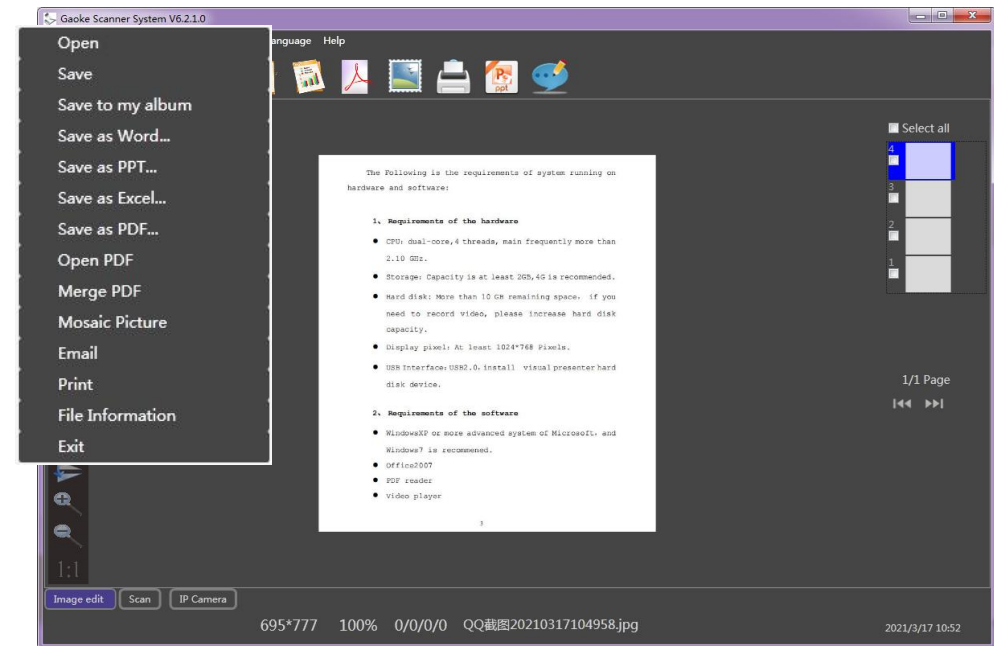 Gaoke Scanner System V6.2.1.0
anguage Help
Open
Save
Save to my album
Save as Word...
Save as PPT...
Save as Excel...
Save as PDF...
Open PDF
Merge PDF
Mosaic Picture
Email
Print
File Information
Exit
ppt
Select all
4
3
2
1
1/1 Page
The Following is the requirements of system running on
hardware and software:
1、Requirements of the hardware
● CPU: dual-core,4 threads, main frequently more than
2.10 GHz.
● Storage: Capacity is at least 2GB,4G is recommended.
● Hard disk: More than 10 GB remaining space. if you
need to record video, please increase hard disk
capacity.
● Display pixel: At least 1024*768 Pixels.
● USB Interface:USB2.0,install visual presenter hard
disk device.
2、Requirements of the software
● WindowsXP or more advanced system of Microsoft, and
Windows7 is recommened.
● Office2007
● PDF reader
● Video player
3
1:1
Image edit Scan IP Camera
695*777 100% 0/0/0/0 QQ截图20210317104958.jpg
2021/3/17 10:52